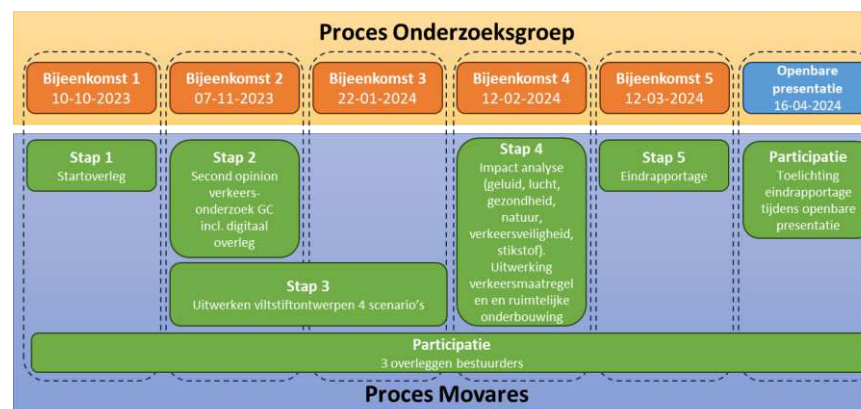 Proces Onderzoeksgroep
Bijeenkomst 1
10-10-2023
Bijeenkomst 2
07-11-2023
Bijeenkomst 3
22-01-2024
Bijeenkomst 4
12-02-2024
Bijeenkomst 5
12-03-2024
Openbare
presentatie
16-04-2024
Stap 1
Startoverleg
Stap 2
Second opinion
verkeers-
onderzoek GC
incl. digitaal
overleg
Stap 3
Uitwerken viltstiftontwerpen 4 scenario's
Stap 4
Impact analyse
(geluid, lucht,
gezondheid,
natuur,
verkeersveiligheid,
stikstof).
Uitwerking
verkeersmaatregel
en en ruimtelijke
onderbouwing
Stap 5
Eindrapportage
Participatie
Toelichting
eindrapportage
tijdens openbare
presentatie
Participatie
3 overleggen bestuurders
Proces Movares